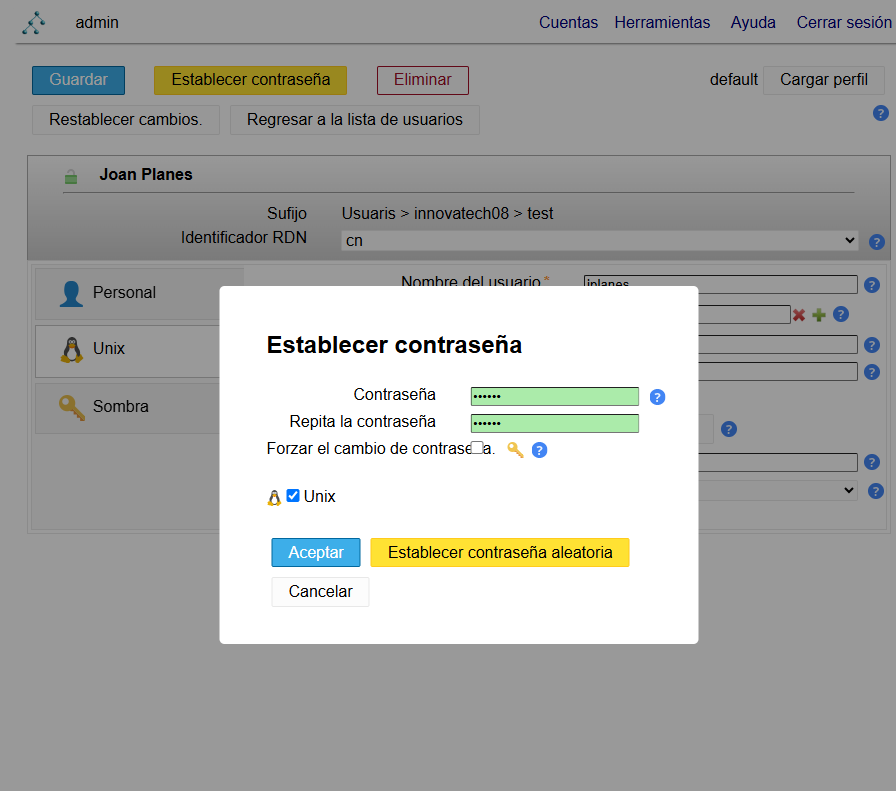 admin Cuentas Herramientas Ayuda Cerrar sesión
Guardar Establecer contraseña Eliminar default Cargar perfil
Restablecer cambios. Regresar a la lista de usuarios
Joan Planes
Sufijo Usuaris > innovatech08 > test
Identificador RDN cn
Personal
Nombre del usuario* jplanes
Unix
Sombra
Establecer contraseña
Contraseña ••••••
Repita la contraseña ••••••
Forzar el cambio de contraseña.
Unix
Aceptar Establecer contraseña aleatoria
Cancelar